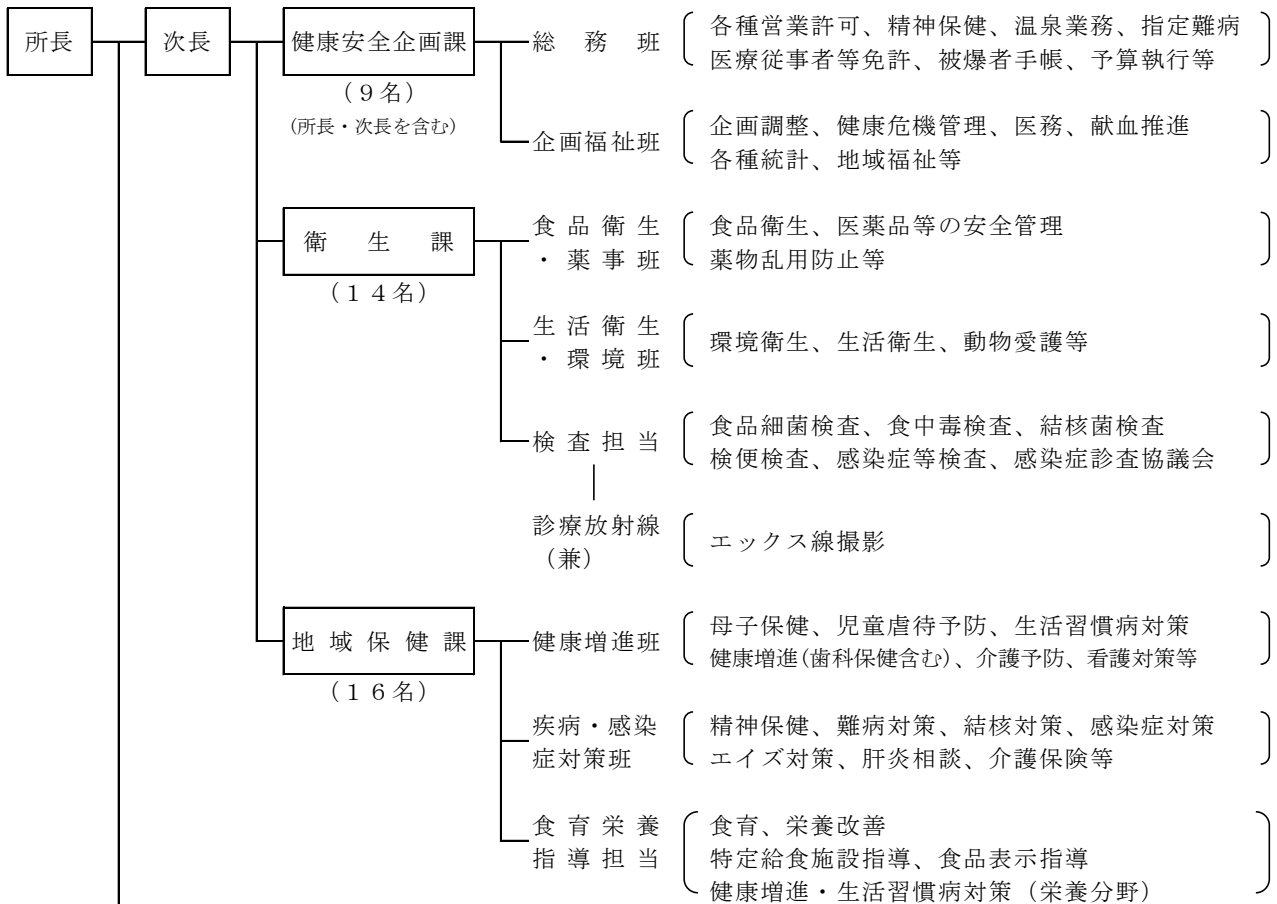 所長
次長
健康安全企画課
(9名)
(所長・次長を含む)
総務班
各種営業許可、精神保健、温泉業務、指定難病
医療従事者等免許、被爆者手帳、予算執行等
企画福祉班
企画調整、健康危機管理、医務、献血推進
各種統計、地域福祉等
衛生課
(14名)
食品衛生
・薬事班
食品衛生、医薬品等の安全管理
薬物乱用防止等
生活衛生
・環境班
環境衛生、生活衛生、動物愛護等
検査担当
食品細菌検査、食中毒検査、結核菌検査
検便検査、感染症等検査、感染症診査協議会
診療放射線
(兼)
エックス線撮影
地域保健課
(16名)
健康増進班
母子保健、児童虐待予防、生活習慣病対策
健康増進(歯科保健含む)、介護予防、看護対策等
疾病・感染
症対策班
精神保健、難病対策、結核対策、感染症対策
エイズ対策、肝炎相談、介護保険等
食育栄養
指導担当
食育、栄養改善
特定給食施設指導、食品表示指導
健康増進・生活習慣病対策(栄養分野)